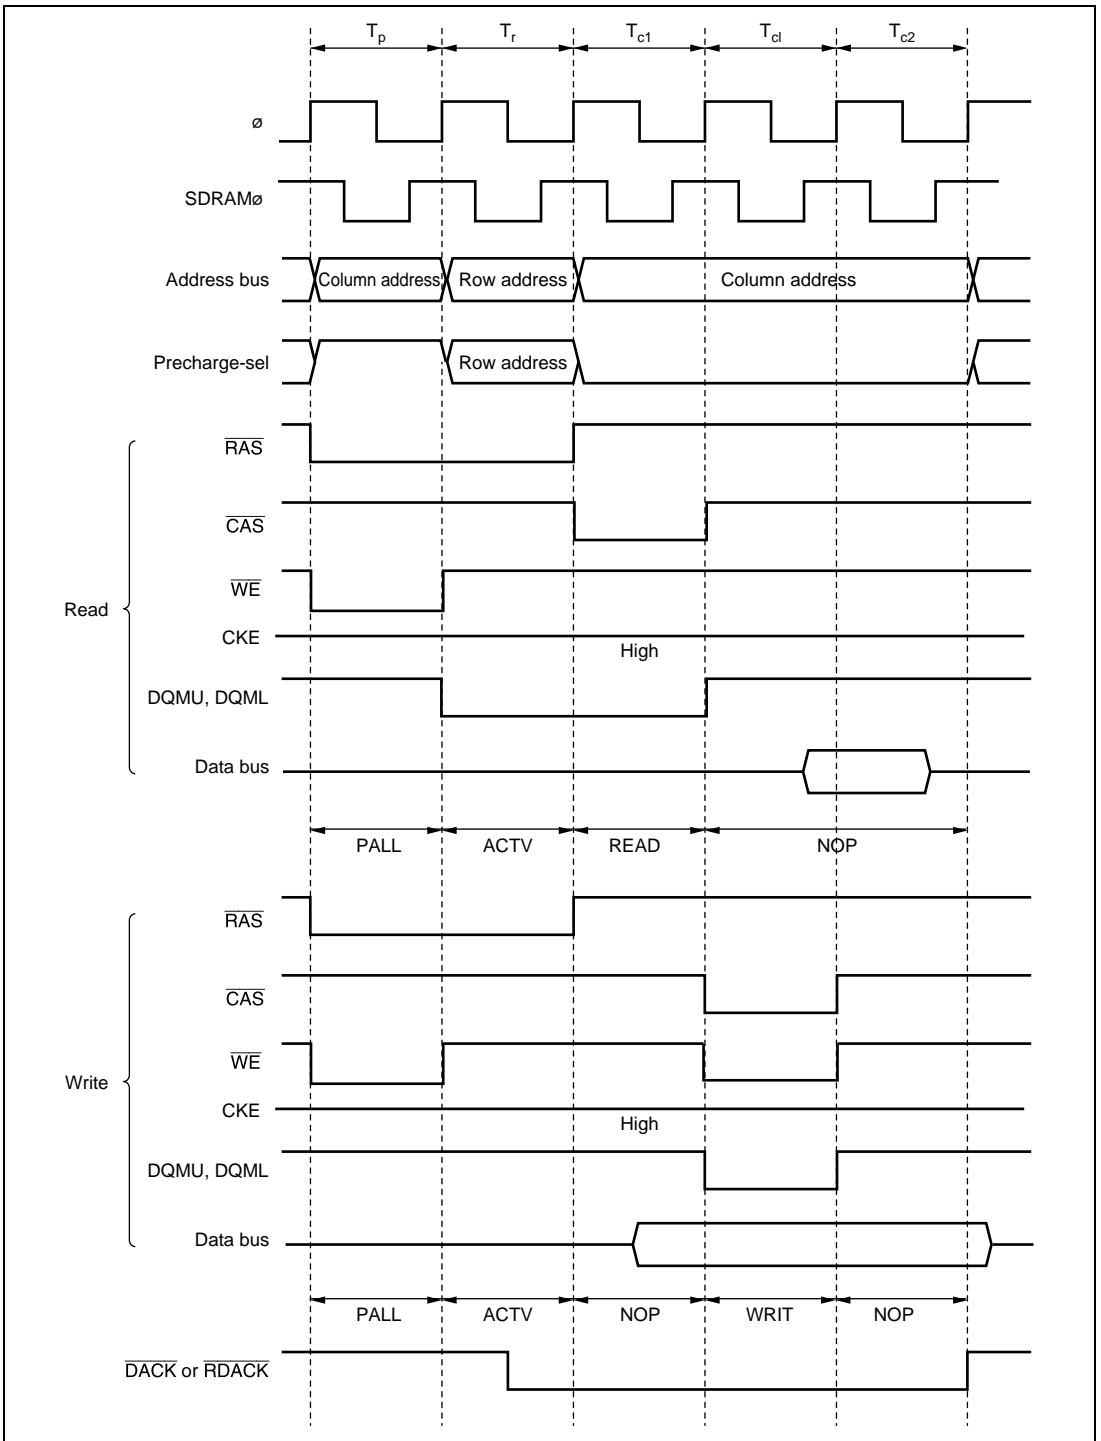 Tp Tr Tc1 Tcl Tc2
ø
SDRAMø
Address bus Column address Row address Column address
Precharge-sel Row address
RAS
CAS
WE
Read
CKE
High
DQMU, DQML
Data bus
PALL ACTV READ NOP
RAS
CAS
WE
Write
CKE
High
DQMU, DQML
Data bus
PALL ACTV NOP WRIT NOP
DACK or RDACK